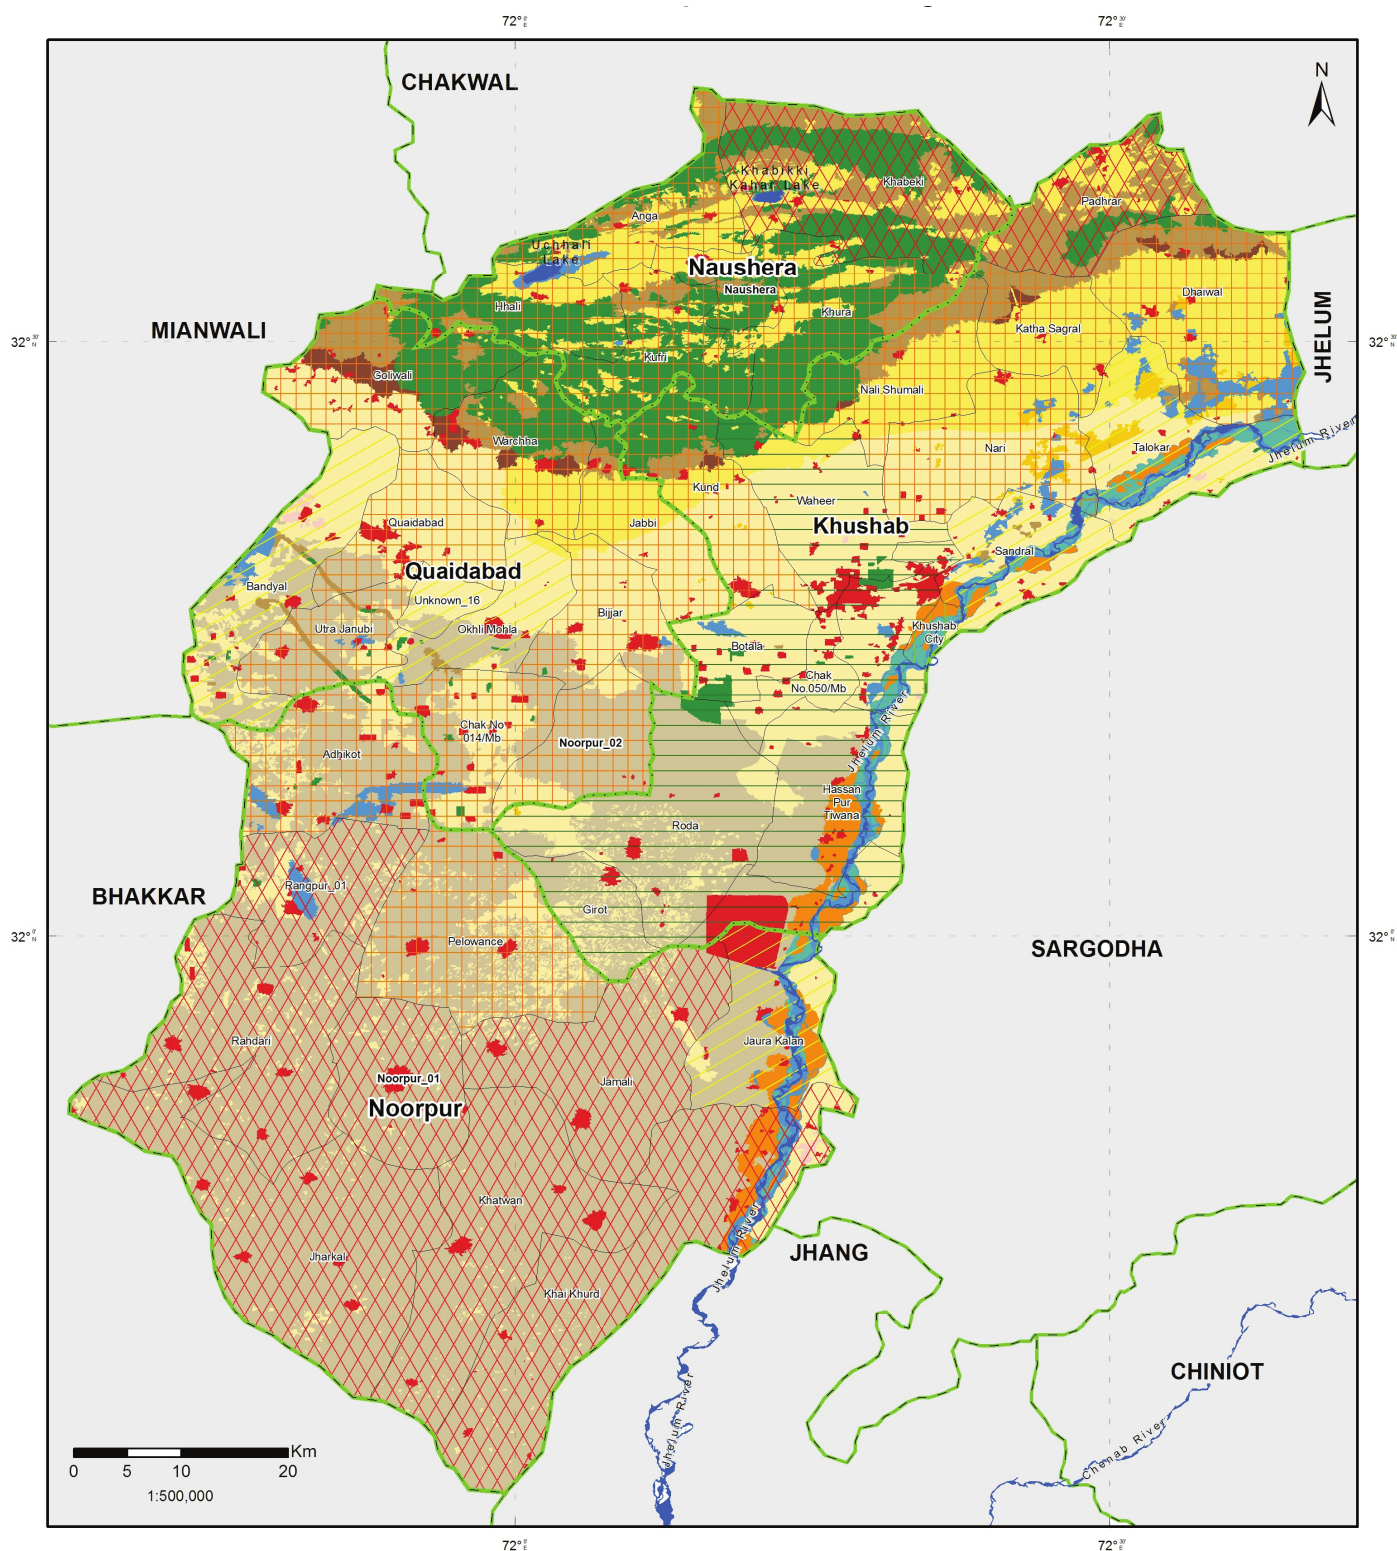 72° 0' E
72° 30' E
N
CHAKWAL
Khabikki
Kahar Lake
Khabeki
Padhrar
Anga
Uchhali
Lake
Naushera
Naushera
Hhali
Khura
Dhaiwal
Katha Sagral
MIANWALI
JHELUM
32° 30' N
32° 30' N
Kufri
Goliwali
Nali Shumali
Warchha
Nari
Talokar
Jhelum River
Kund
Waheer
Quaidabad
Jabbi
Khushab
Sandral
Quaidabad
Bandyal
Unknown_16
Bijjar
Utra Janubi
Okhli Mohla
Khushab
City
Botala
Chak
No.050/Mb
Chak No
014/Mb
Noorpur_02
Jhelum River
Adhikot
Hassan
Pur
Tiwana
Roda
Rangpur_01
BHAKKAR
Girot
32° 0' N
32° 0' N
Pelowance
SARGODHA
Rahdari
Jaura Kalan
Noorpur_01
Jamali
Noorpur
Khatwan
Jhelum River
Jharkal
JHANG
Khai Khurd
CHINIOT
Jhelum River
Chenab River
Km
0 5 10 20
1:500,000
72° 0' E
72° 30' E